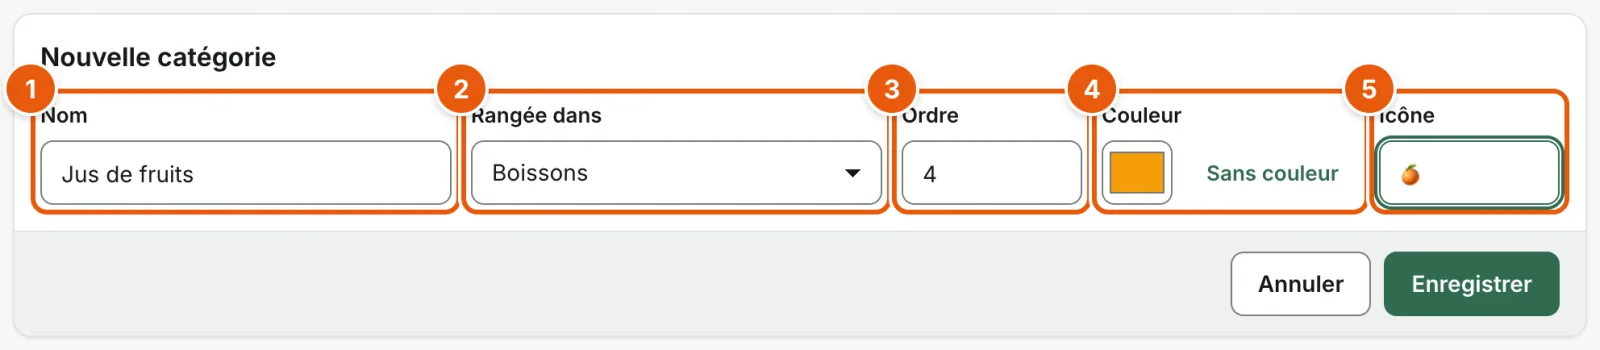 Nouvelle catégorie
1 2 3 4 5
Nom Rangée dans Ordre Couleur Icône
Jus de fruits Boissons 4 Sans couleur
Annuler Enregistrer